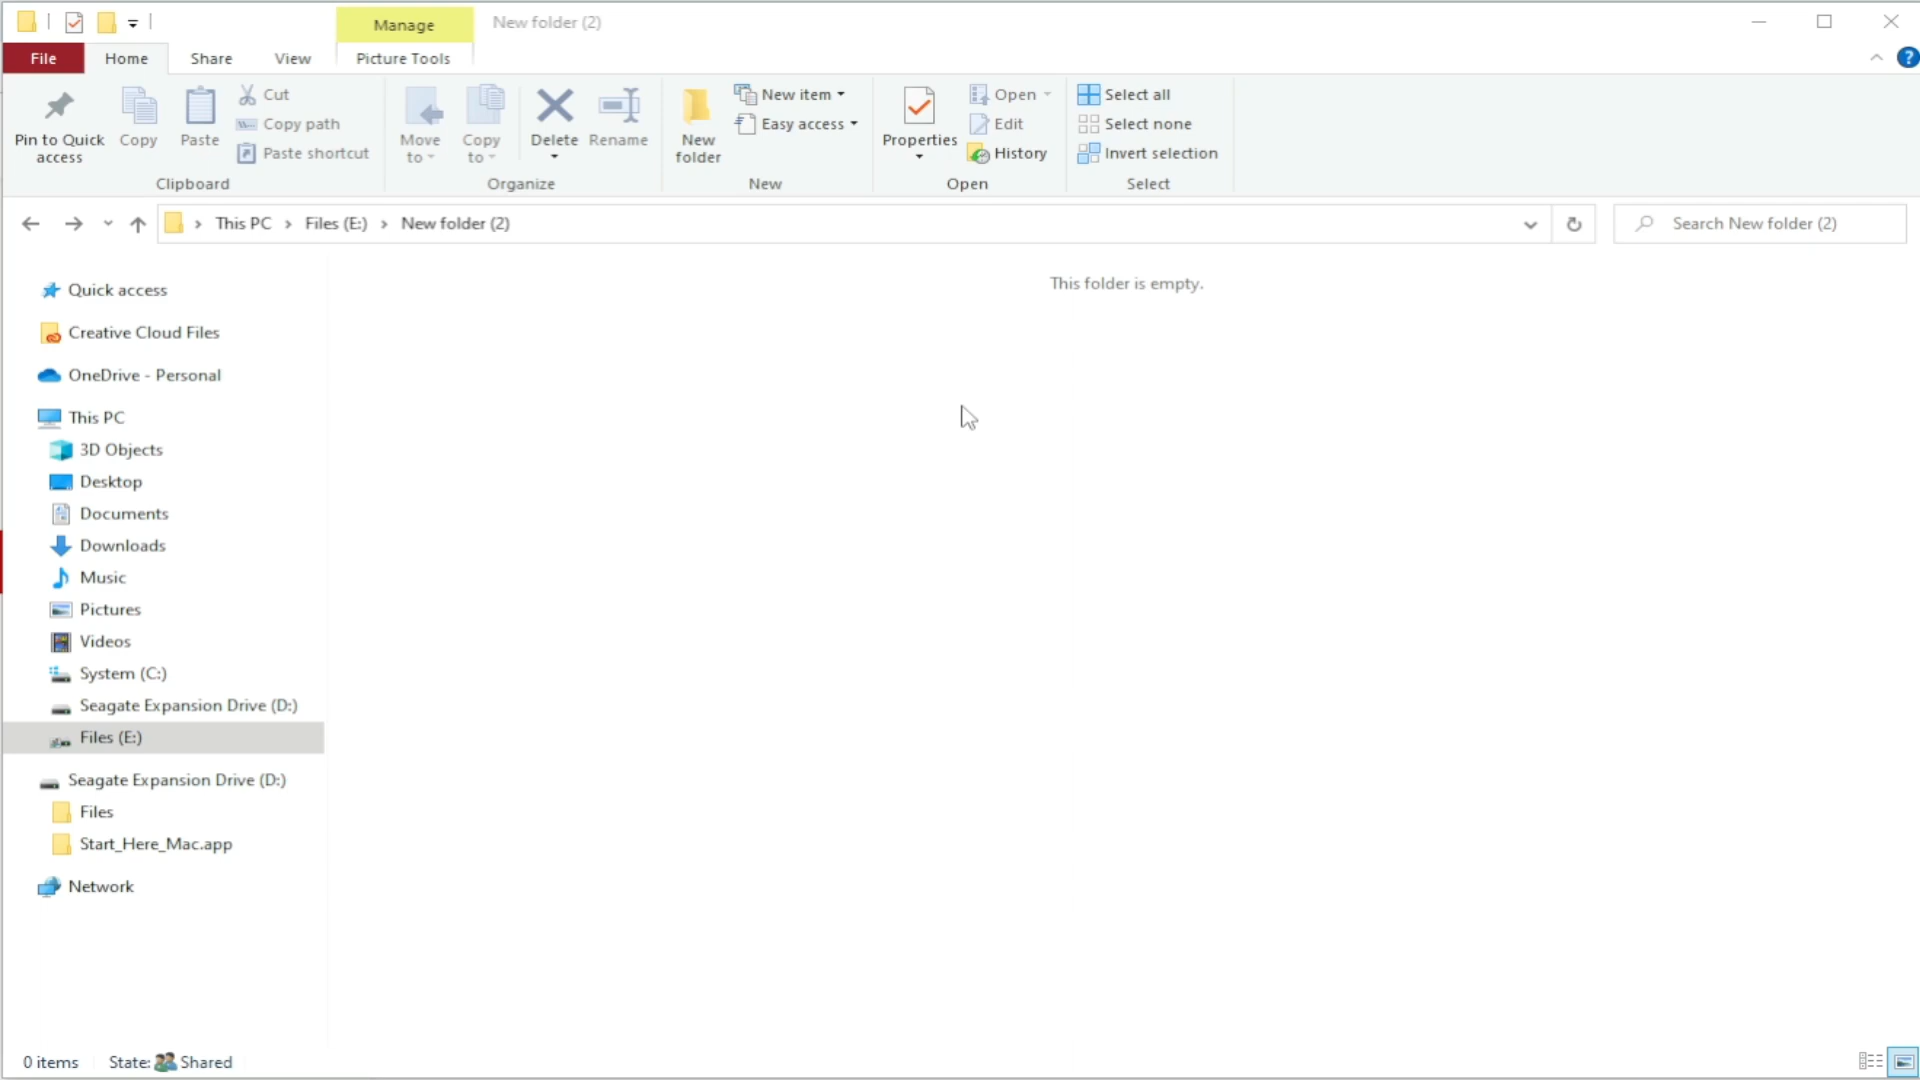 Manage
New folder (2)
File
Home
Share
View
Picture Tools
?
Pin to Quick access
Copy
Paste
Cut
Copy path
Paste shortcut
Clipboard
Move to
Copy to
Delete
Rename
Organize
New folder
New item
Easy access
New
Properties
Open
Edit
History
Open
Select all
Select none
Invert selection
Select
This PC › Files (E:) › New folder (2)
Search New folder (2)
This folder is empty.
Quick access
Creative Cloud Files
OneDrive - Personal
This PC
3D Objects
Desktop
Documents
Downloads
Music
Pictures
Videos
System (C:)
Seagate Expansion Drive (D:)
Files (E:)
Seagate Expansion Drive (D:)
Files
Start_Here_Mac.app
Network
0 items
State: Shared